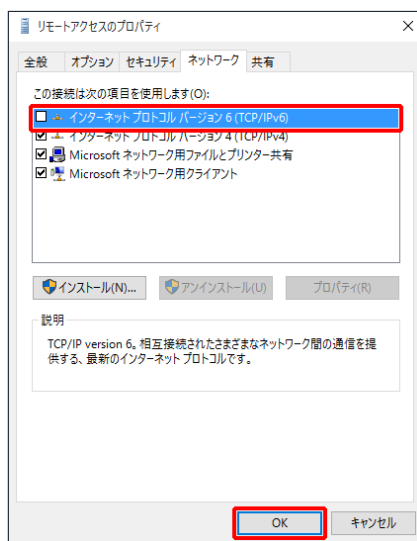 リモートアクセスのプロパティ
全般 オプション セキュリティ ネットワーク 共有
この接続は次の項目を使用します(O):
インターネット プロトコル バージョン 6 (TCP/IPv6)
インターネット プロトコル バージョン 4 (TCP/IPv4)
Microsoft ネットワーク用ファイルとプリンター共有
Microsoft ネットワーク用クライアント
インストール(N)... アンインストール(U) プロパティ(R)
説明
TCP/IP version 6。相互接続されたさまざまなネットワーク間の通信を提
供する、最新のインターネット プロトコルです。
OK キャンセル